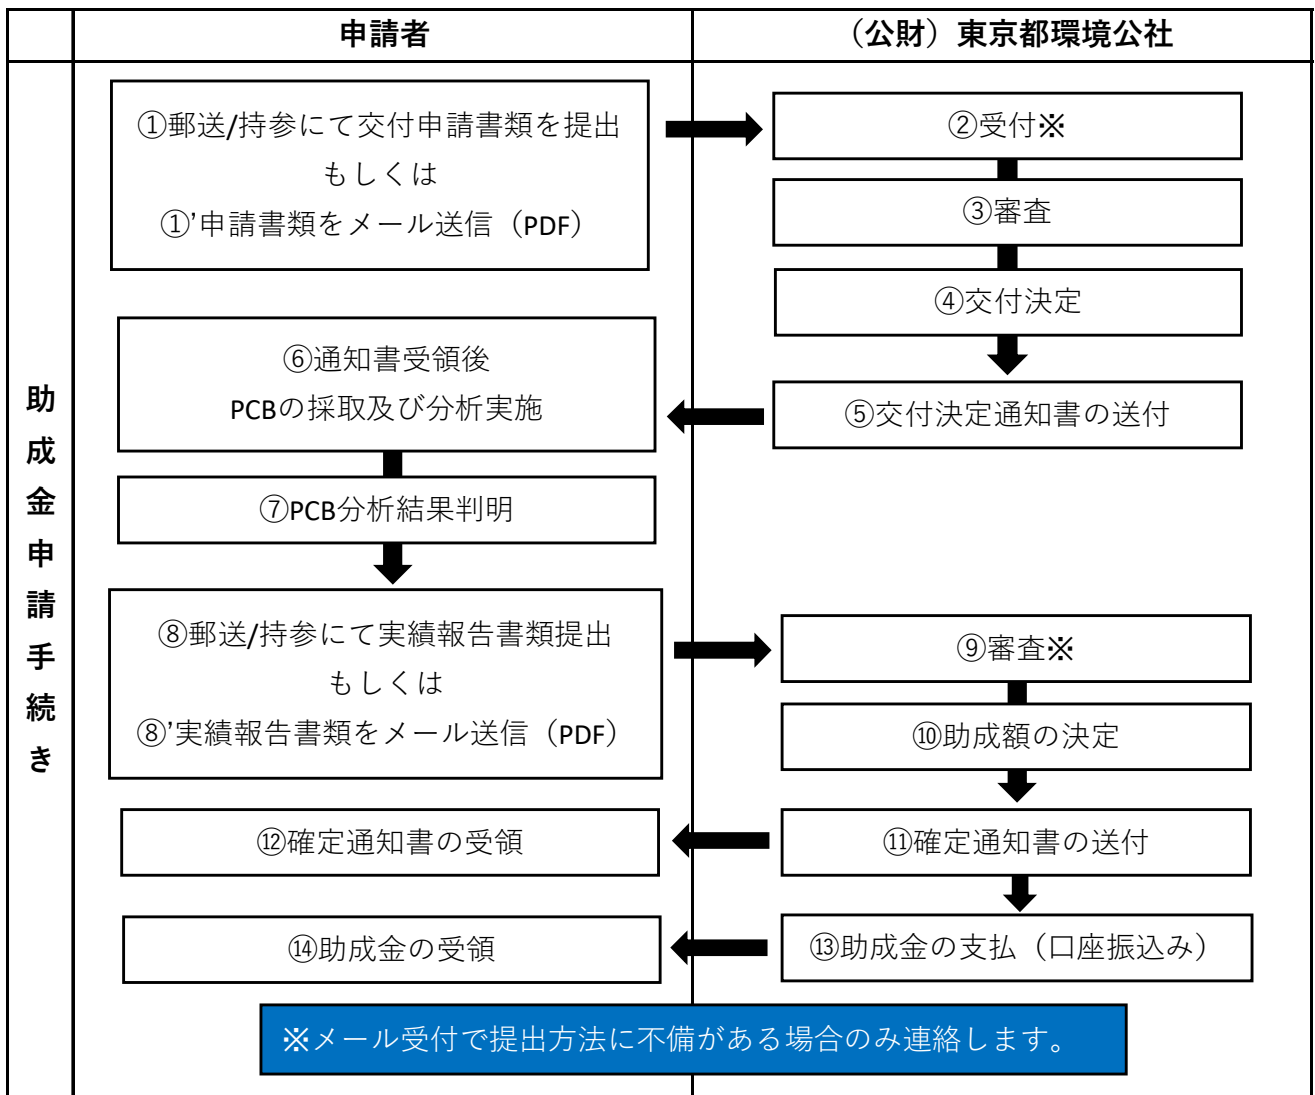 申請者
(公財)東京都環境公社
助成金申請手続き
①郵送/持参にて交付申請書類を提出
もしくは
①’申請書類をメール送信（PDF）
②受付※
③審査
④交付決定
⑤交付決定通知書の送付
⑥通知書受領後
PCBの採取及び分析実施
⑦PCB分析結果判明
⑧郵送/持参にて実績報告書類提出
もしくは
⑧’実績報告書類をメール送信（PDF）
⑨審査※
⑩助成額の決定
⑪確定通知書の送付
⑫確定通知書の受領
⑬助成金の支払（口座振込み）
⑭助成金の受領
※メール受付で提出方法に不備がある場合のみ連絡します。